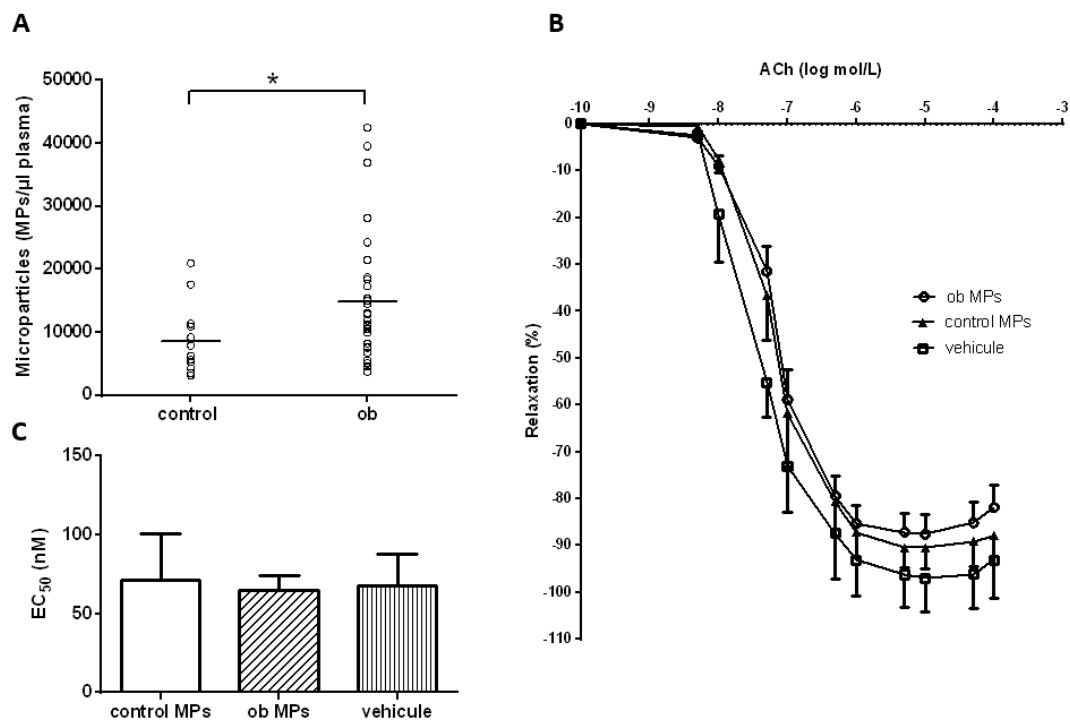 A
Microparticles (MPs/µl plasma)
50000
40000
30000
20000
10000
0
*
control
ob
B
ACh (log mol/L)
-10
-9
-8
-7
-6
-5
-4
-3
Relaxation (%)
0
-10
-20
-30
-40
-50
-60
-70
-80
-90
-100
-110
ob MPs
control MPs
vehicule
C
EC50 (nM)
150
100
50
0
control MPs
ob MPs
vehicule